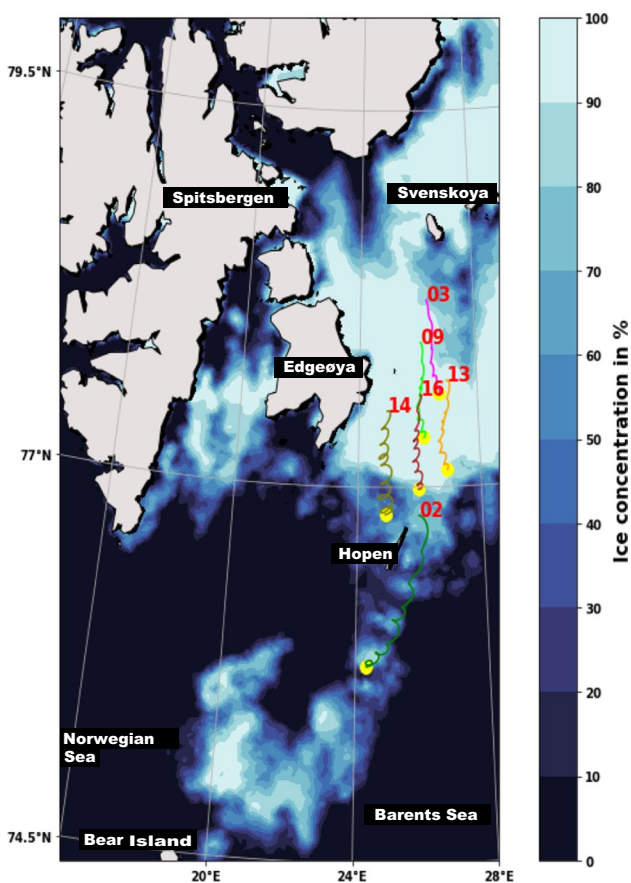 100
79.5°N
90
80
Spitsbergen
Svenskoya
70
03
09
60
Edgeøya
13
16
14
50
77°N
02
40
Hopen
30
20
Norwegian
Sea
10
Barents Sea
Bear Island
74.5°N
0
20°E
24°E
28°E
Ice concentration in %